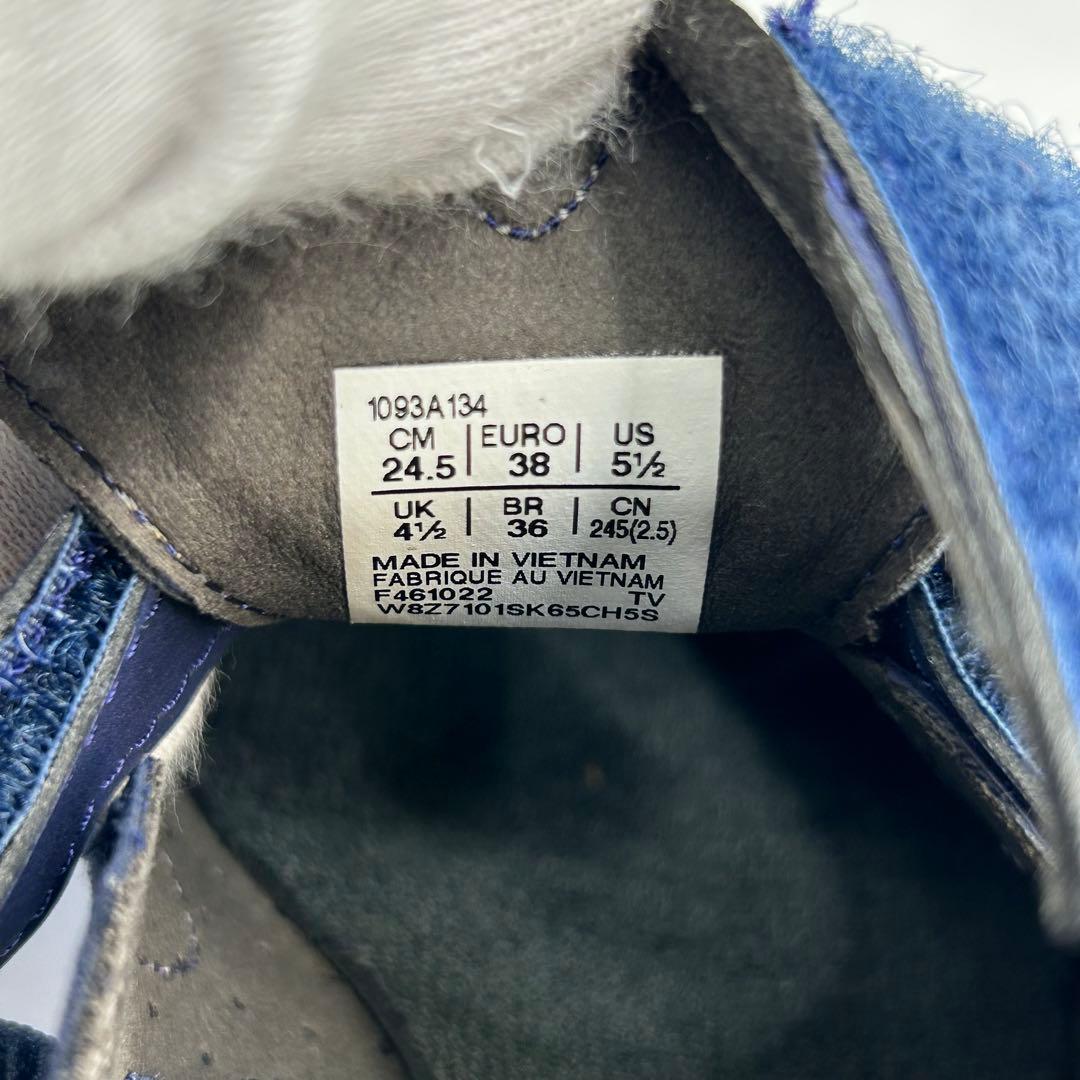 1093A134
CM | EURO | US
24.5 | 38 | 5½
UK | BR | CN
4½ | 36 | 245(2.5)
MADE IN VIETNAM
FABRIQUE AU VIETNAM
F461022 TV
W8Z7101SK65CH5S